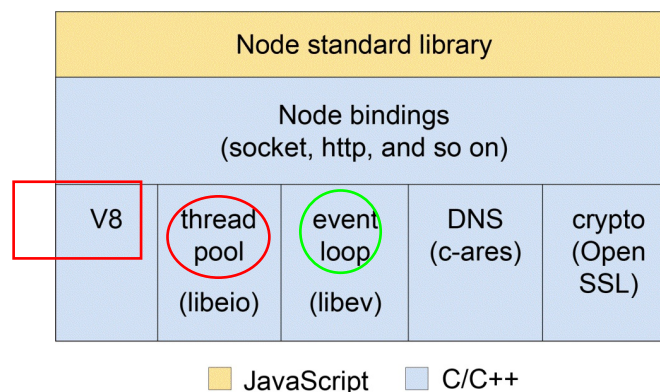 Node standard library
Node bindings
(socket, http, and so on)
V8
thread
pool
(libeio)
event
loop
(libev)
DNS
(c-ares)
crypto
(Open
SSL)
JavaScript
C/C++